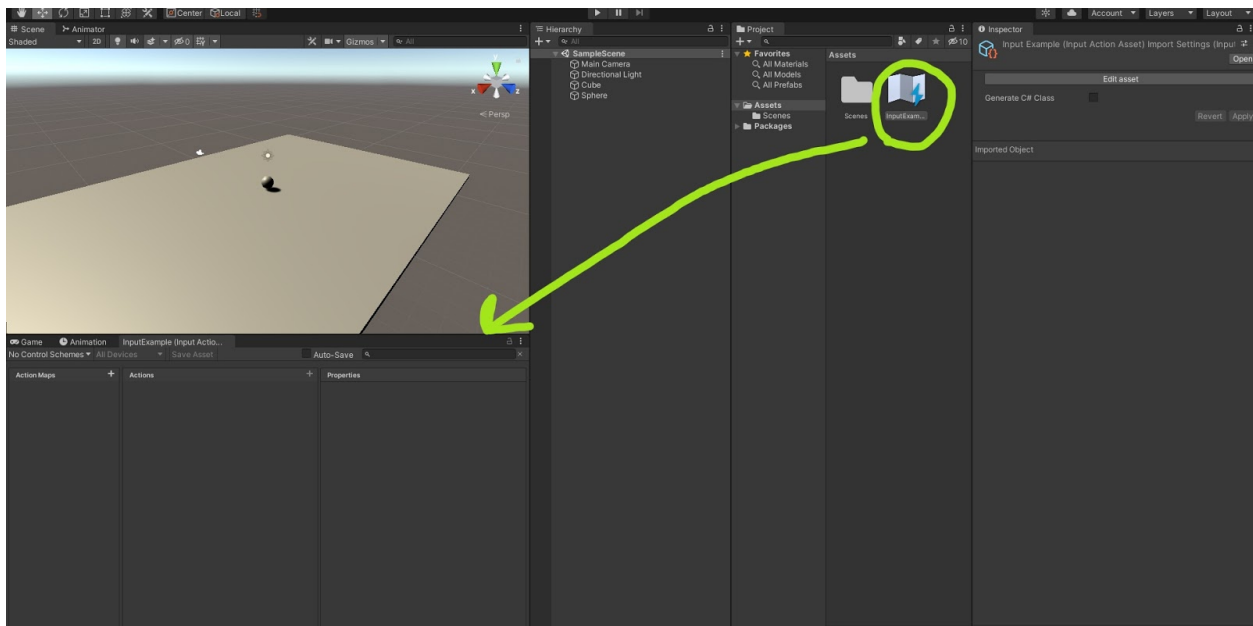 Center Local
Account Layers Layout
Scene Animator
Shaded 2D 0 Gizmos All
y
x z
Persp
Hierarchy
All
SampleScene
Main Camera
Directional Light
Cube
Sphere
Project
10
Favorites
All Materials
All Models
All Prefabs
Assets
Scenes
Packages
Assets
Scenes InputExam...
Inspector
Input Example (Input Action Asset) Import Settings (Input
Open
Edit asset
Generate C# Class
Revert Apply
Imported Object
Game Animation InputExample (Input Actio...
No Control Schemes All Devices Save Asset Auto-Save
Action Maps + Actions + Properties